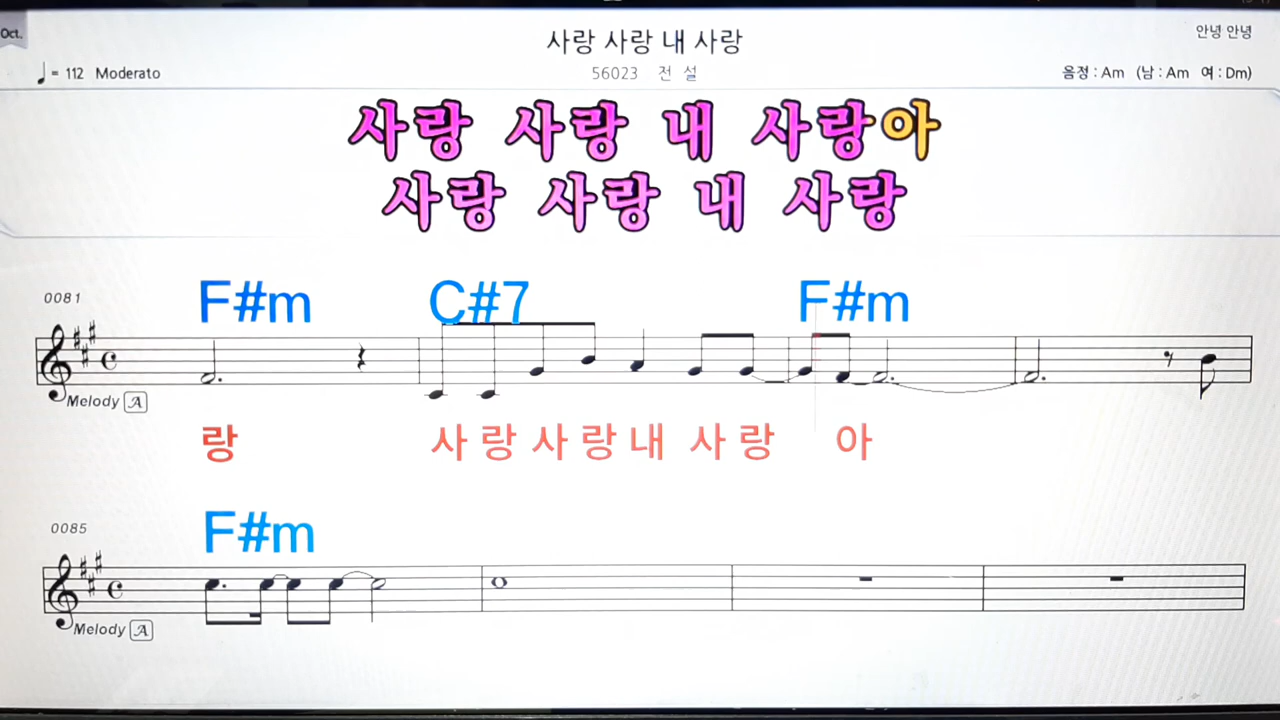 Oct.
사랑 사랑 내 사랑
안녕 안녕
♩= 112 Moderato
56023 전 설
음정 : Am (남 : Am 여 : Dm)
사랑 사랑 내 사랑아
사랑 사랑 내 사랑
0081
F#m C#7 F#m
Melody A
랑 사 랑 사 랑 내 사 랑 아
0085
F#m
Melody A